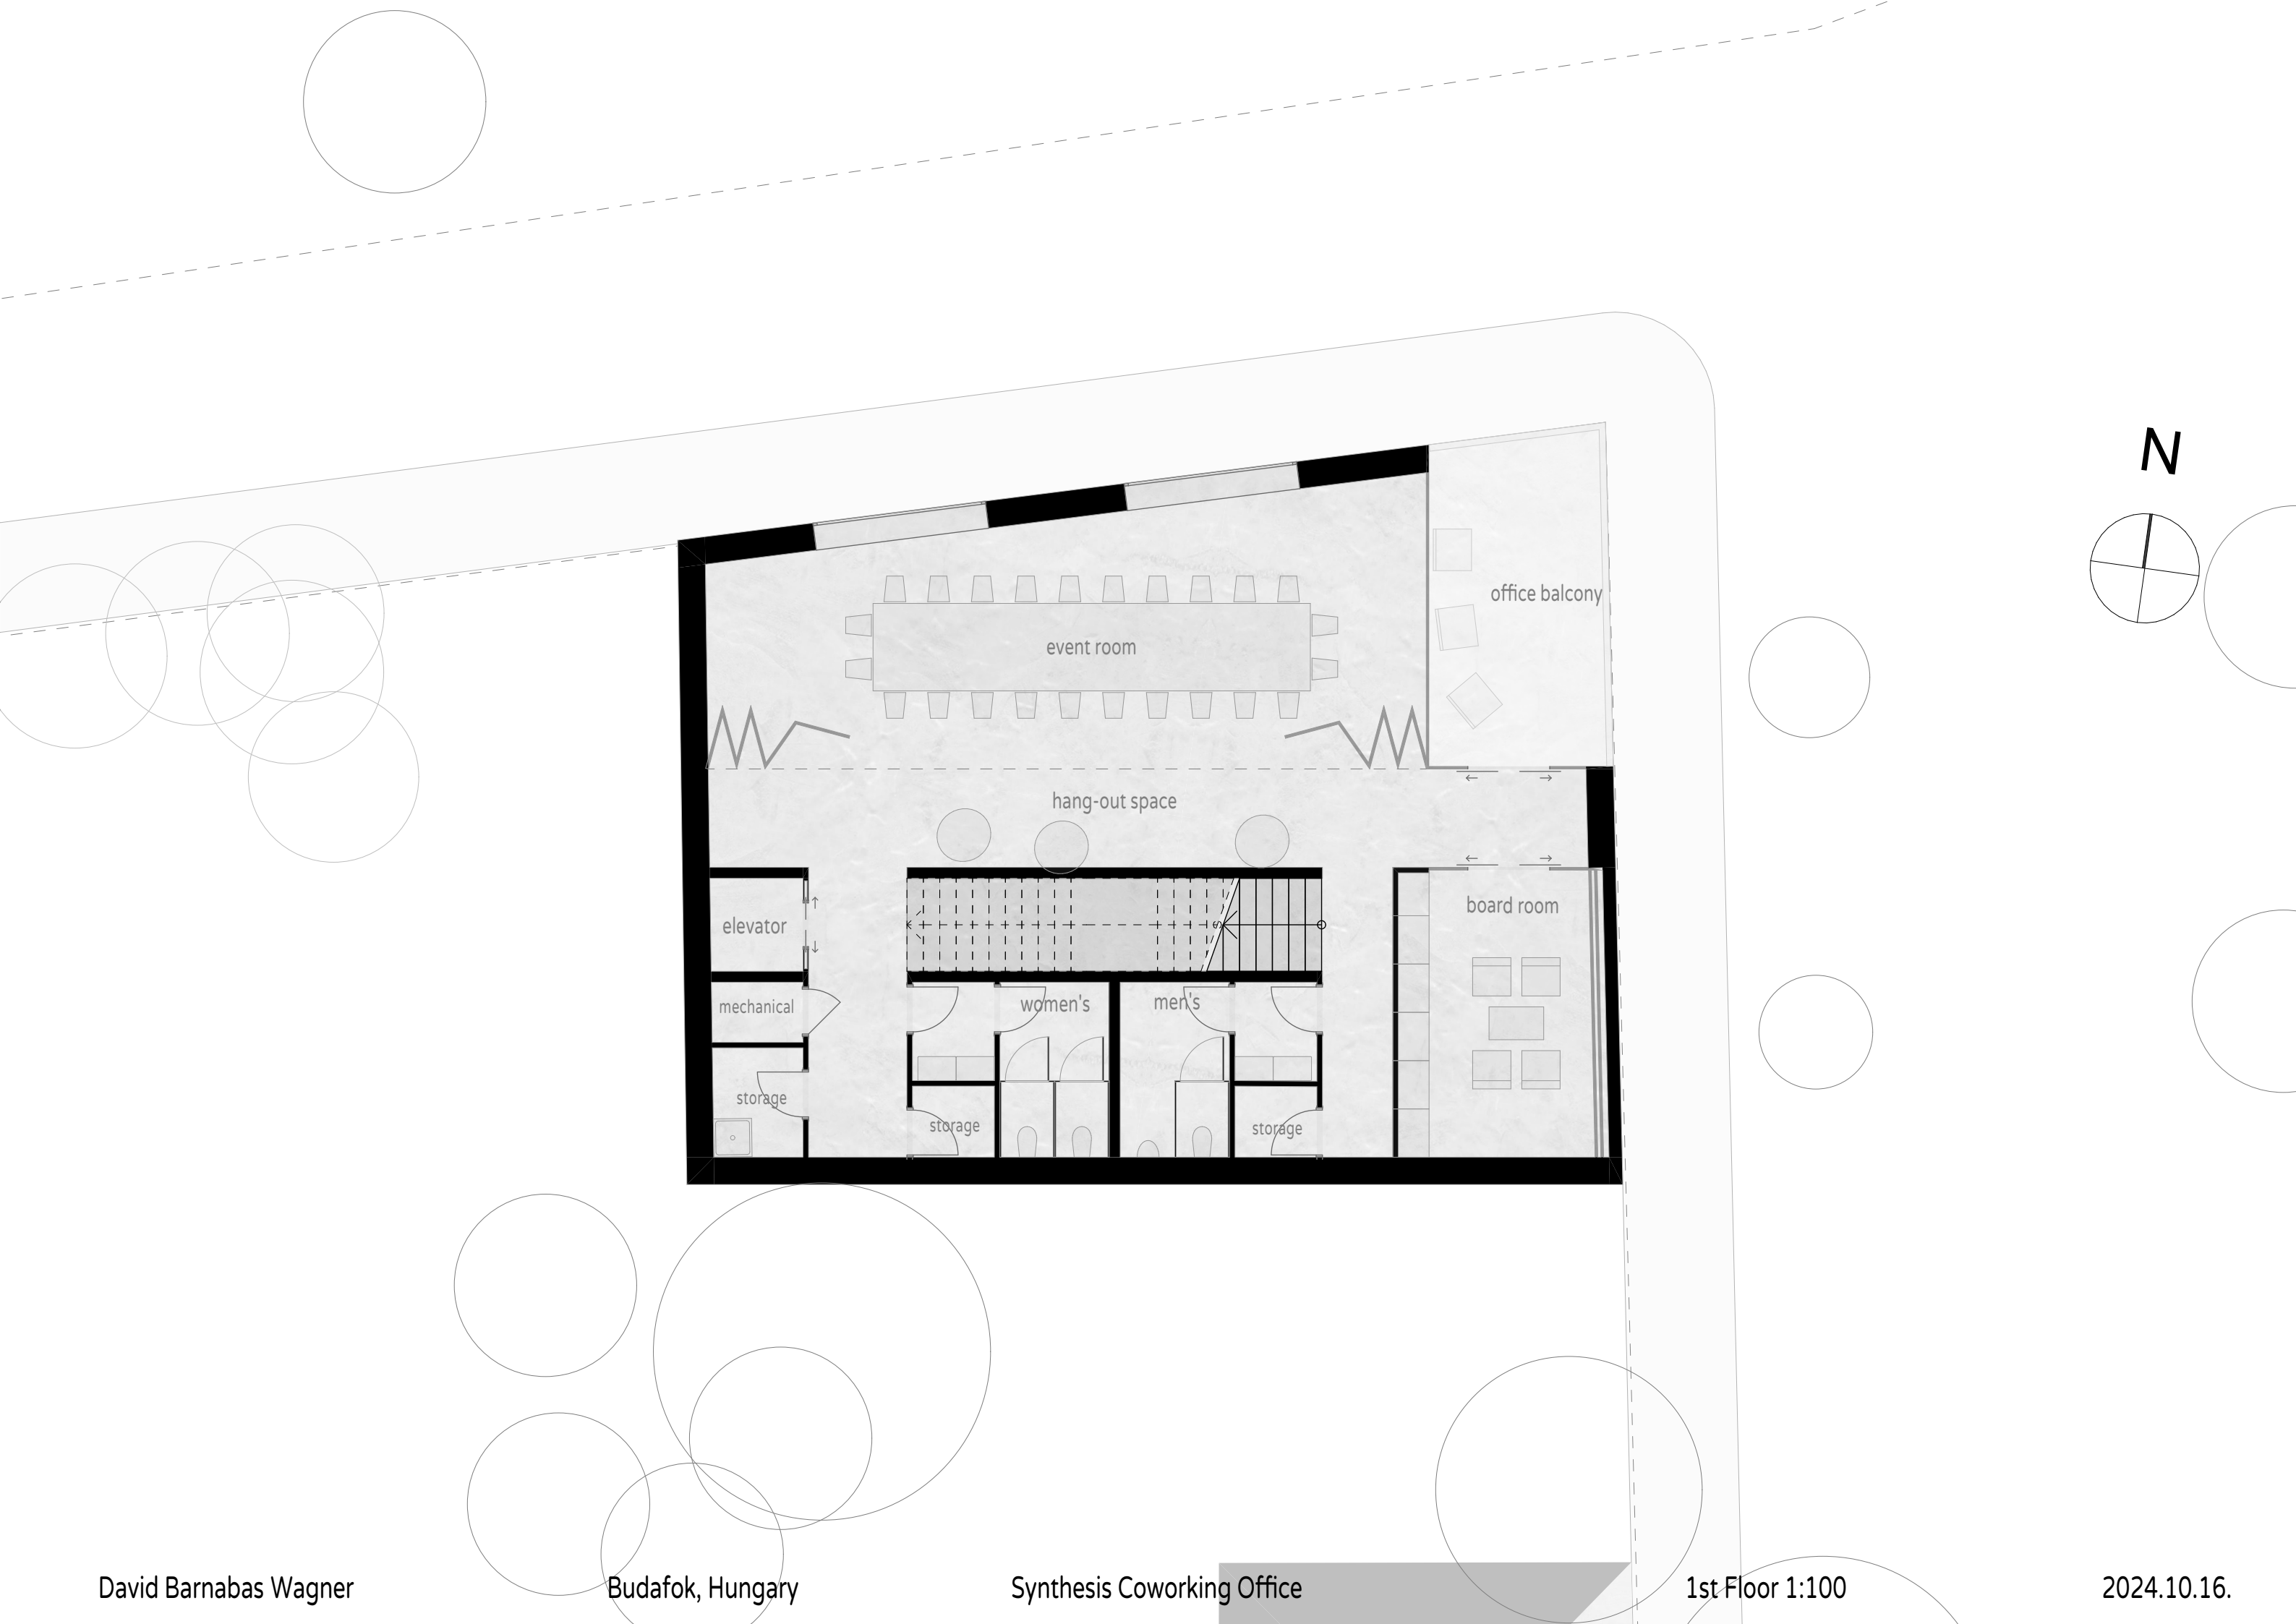 N
office balcony
event room
hang-out space
board room
elevator
women's
men's
mechanical
storage
storage
storage
David Barnabas Wagner
Budafok, Hungary
Synthesis Coworking Office
1st Floor 1:100
2024.10.16.